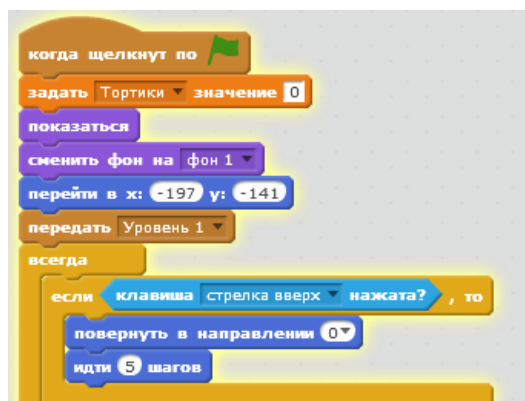 когда щелкнут по
задать Тортики значение 0
показаться
сменить фон на фон 1
перейти в x: -197 y: -141
передать Уровень 1
всегда
если клавиша стрелка вверх нажата? , то
повернуть в направлении 0
идти 5 шагов